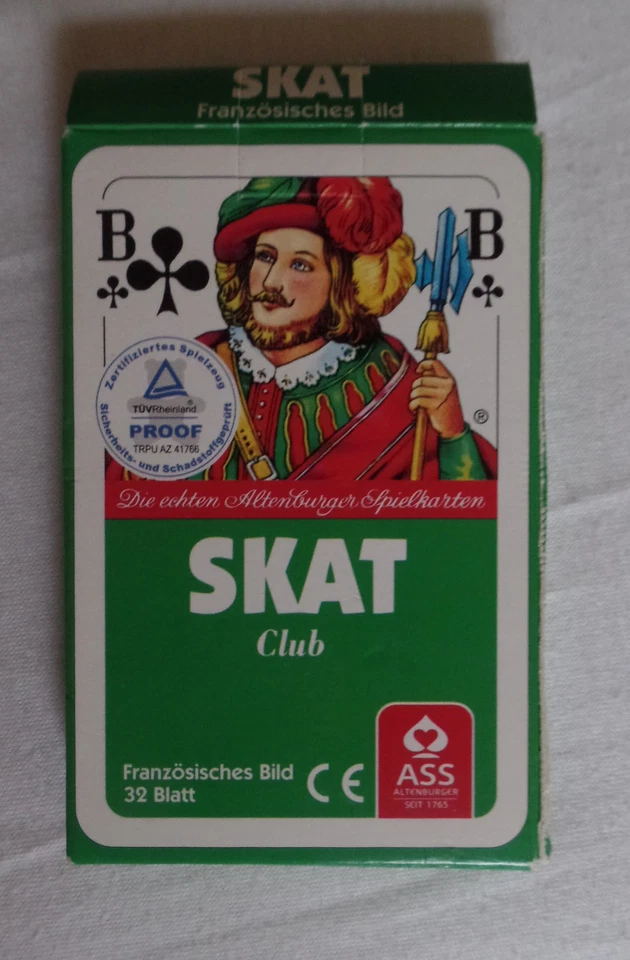 SKAT
Französisches Bild
B
B
Zertifiziertes Spielzeug
TÜVRheinland
PROOF
TRPU AZ 41766
Sicherheits- und Schadstoffgeprüft
®
Die echten Altenburger Spielkarten
SKAT
Club
Französisches Bild
32 Blatt
CE
ASS
ALTENBURGER
SEIT 1765